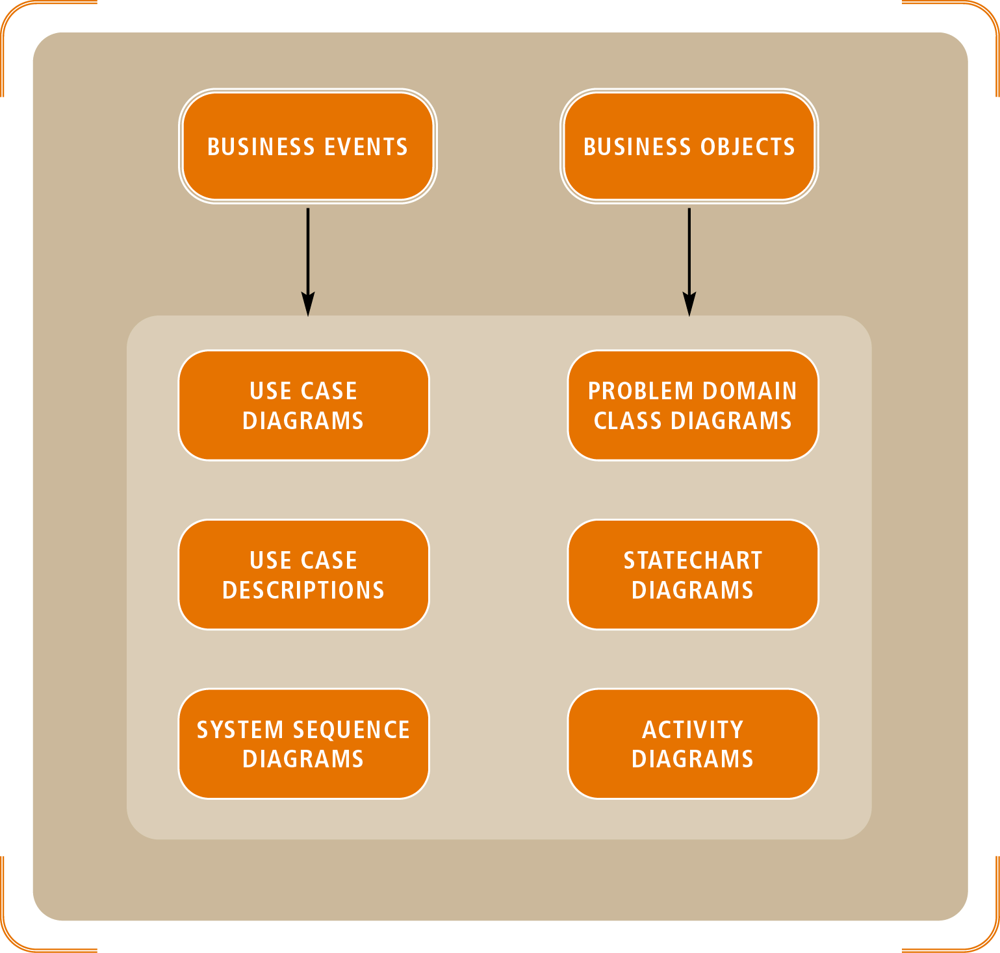 BUSINESS EVENTS
BUSINESS OBJECTS
USE CASE
DIAGRAMS
PROBLEM DOMAIN
CLASS DIAGRAMS
USE CASE
DESCRIPTIONS
STATECHART
DIAGRAMS
SYSTEM SEQUENCE
DIAGRAMS
ACTIVITY
DIAGRAMS